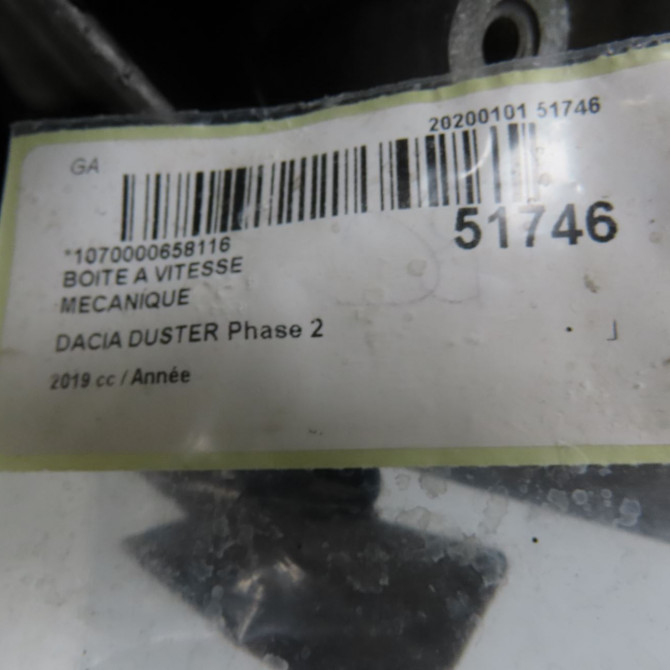 20200101 51746
GA
51746
*1070000658116
BOITE A VITESSE
MECANIQUE
DACIA DUSTER Phase 2
2019 cc / Année